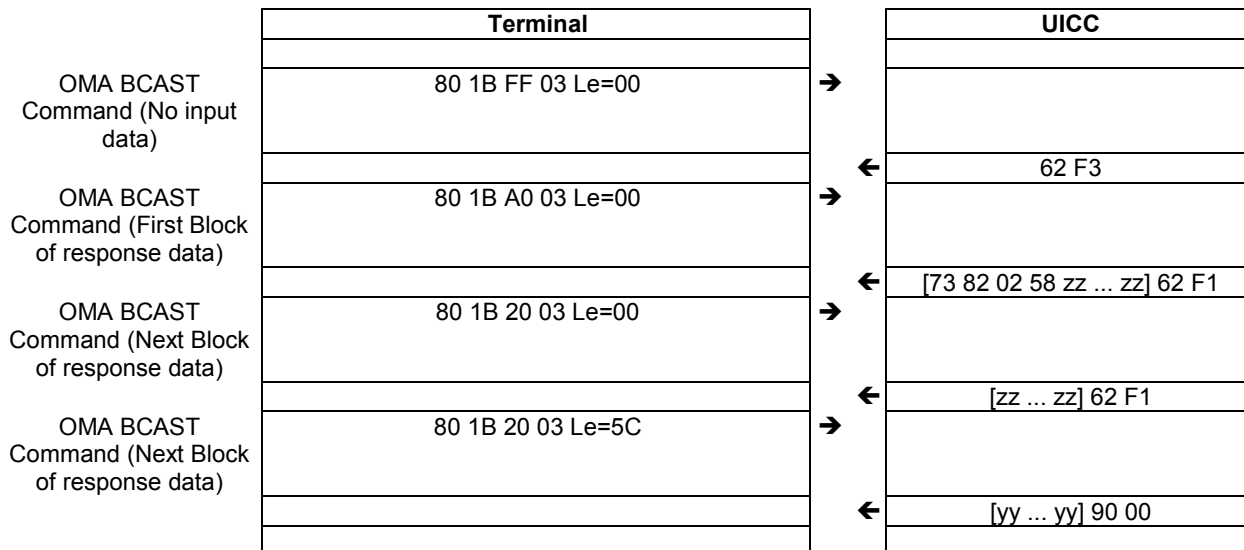 Terminal UICC
OMA BCAST
Command (No input
data)
80 1B FF 03 Le=00 ➔
🡰 62 F3
OMA BCAST
Command (First Block
of response data)
80 1B A0 03 Le=00 ➔
🡰 [73 82 02 58 zz ... zz] 62 F1
OMA BCAST
Command (Next Block
of response data)
80 1B 20 03 Le=00 ➔
🡰 [zz ... zz] 62 F1
OMA BCAST
Command (Next Block
of response data)
80 1B 20 03 Le=5C ➔
🡰 [yy ... yy] 90 00